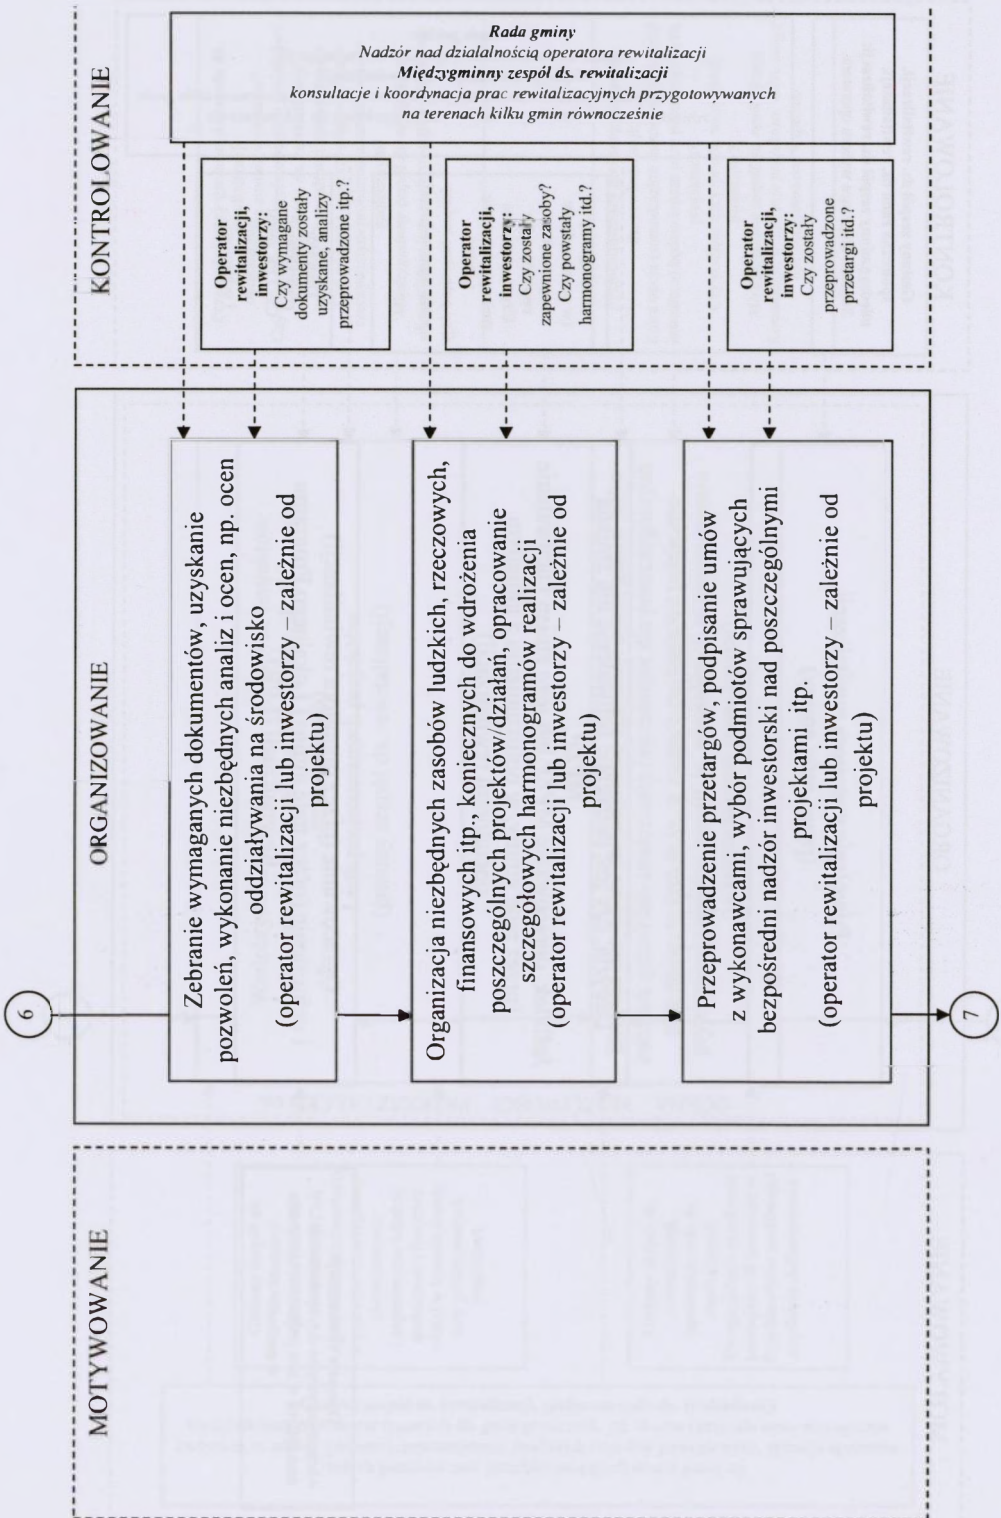 MOTYWOWANIE
6
ORGANIZOWANIE
Zebranie wymaganych dokumentów, uzyskanie
pozwoleń, wykonanie niezbędnych analiz i ocen, np. ocen
oddziaływania na środowisko
(operator rewitalizacji lub inwestorzy – zależnie od
projektu)
Organizacja niezbędnych zasobów ludzkich, rzeczowych,
finansowych itp., koniecznych do wdrożenia
poszczególnych projektów/działań, opracowanie
szczegółowych harmonogramów realizacji
(operator rewitalizacji lub inwestorzy – zależnie od
projektu)
Przeprowadzenie przetargów, podpisanie umów
z wykonawcami, wybór podmiotów sprawujących
bezpośredni nadzór inwestorski nad poszczególnymi
projektami itp.
(operator rewitalizacji lub inwestorzy – zależnie od
projektu)
7
KONTROLOWANIE
Operator
rewitalizacji,
inwestorzy:
Czy wymagane
dokumenty zostały
uzyskane, analizy
przeprowadzone itp.?
Operator
rewitalizacji,
inwestorzy:
Czy zostały
zapewnione zasoby?
Czy powstały
harmonogramy itd.?
Operator
rewitalizacji,
inwestorzy:
Czy zostały
przeprowadzone
przetargi itd.?
Rada gminy
Nadzór nad działalnością operatora rewitalizacji
Międzygminny zespół ds. rewitalizacji
konsultacje i koordynacja prac rewitalizacyjnych przygotowywanych
na terenach kilku gmin równocześnie